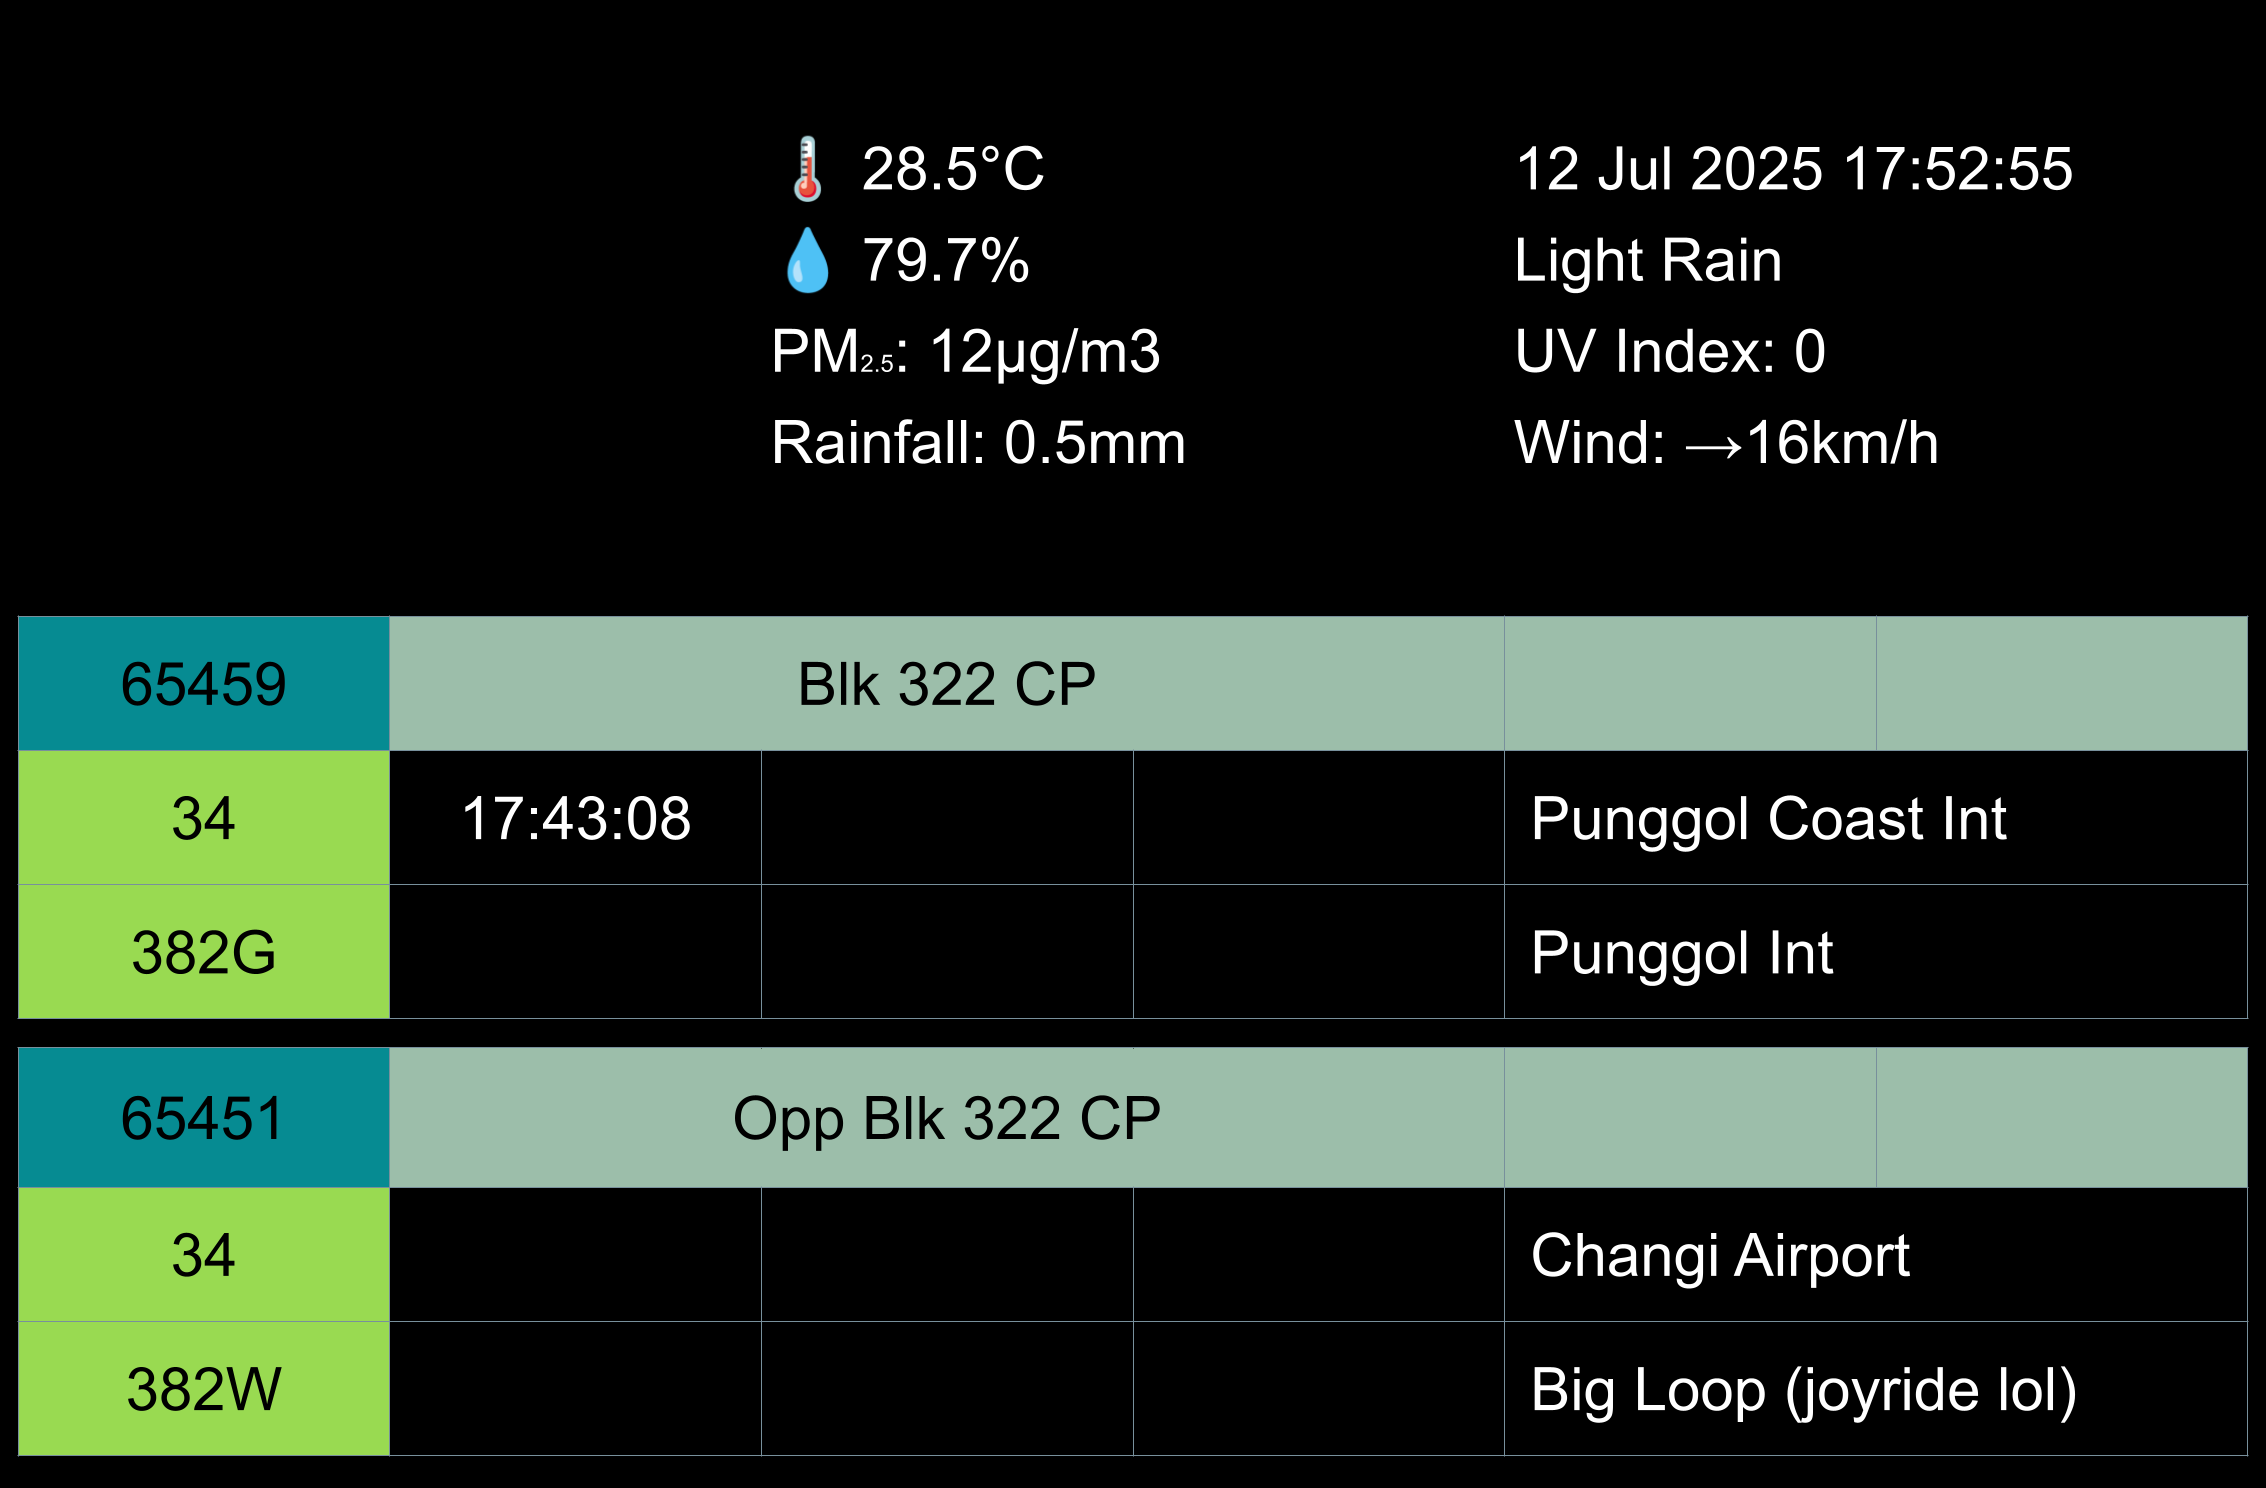 🌡️ 28.5°C
12 Jul 2025 17:52:55
💧 79.7%
Light Rain
PM2.5: 12µg/m3
UV Index: 0
Rainfall: 0.5mm
Wind: →16km/h
65459 Blk 322 CP
34 17:43:08 Punggol Coast Int
382G Punggol Int
65451 Opp Blk 322 CP
34 Changi Airport
382W Big Loop (joyride lol)